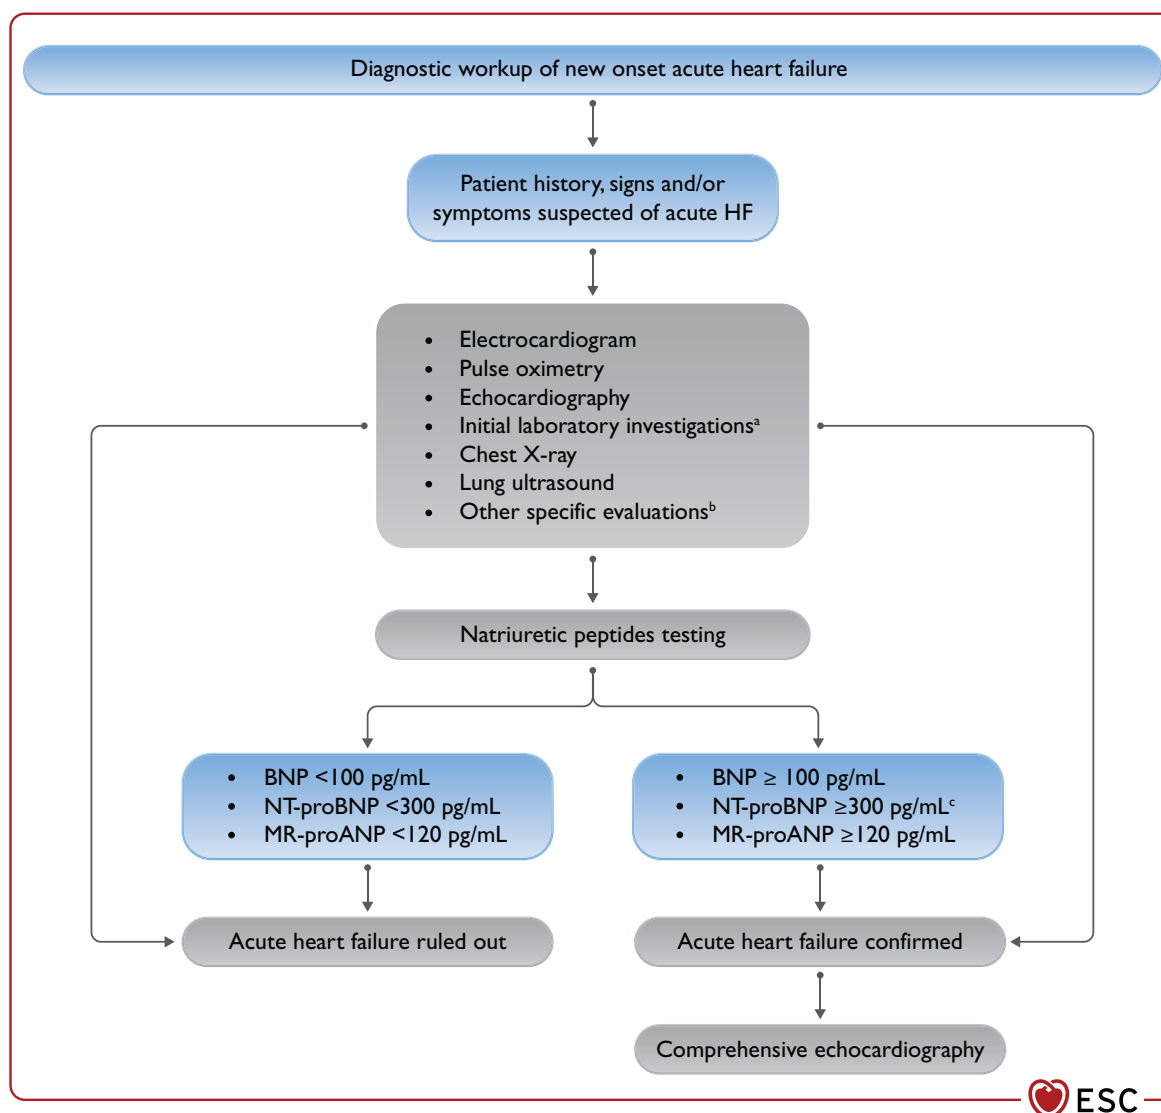 Diagnostic workup of new onset acute heart failure
Patient history, signs and/or
symptoms suspected of acute HF
• Electrocardiogram
• Pulse oximetry
• Echocardiography
• Initial laboratory investigationsᵃ
• Chest X-ray
• Lung ultrasound
• Other specific evaluationsᵇ
Natriuretic peptides testing
• BNP <100 pg/mL
• NT-proBNP <300 pg/mL
• MR-proANP <120 pg/mL
• BNP ≥ 100 pg/mL
• NT-proBNP ≥300 pg/mLᶜ
• MR-proANP ≥120 pg/mL
Acute heart failure ruled out
Acute heart failure confirmed
Comprehensive echocardiography
ESC